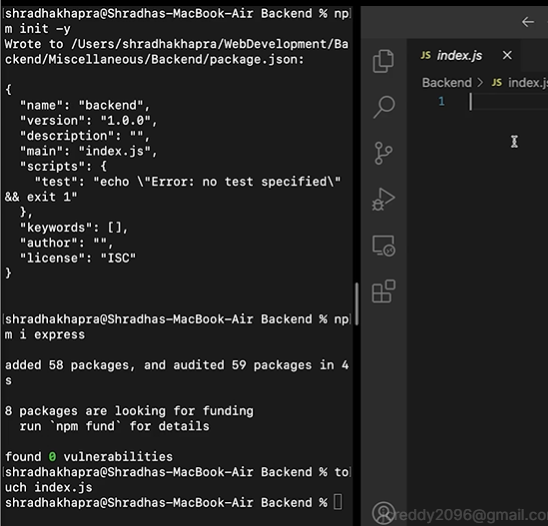 shradhakhapra@Shradhas-MacBook-Air Backend % np
m init -y
Wrote to /Users/shradhakhapra/WebDevelopment/Ba
ckend/Miscellaneous/Backend/package.json:
{
"name": "backend",
"version": "1.0.0",
"description": "",
"main": "index.js",
"scripts": {
"test": "echo \"Error: no test specified\"
&& exit 1"
},
"keywords": [],
"author": "",
"license": "ISC"
}
shradhakhapra@Shradhas-MacBook-Air Backend % np
m i express
added 58 packages, and audited 59 packages in 4
s
8 packages are looking for funding
run `npm fund` for details
found 0 vulnerabilities
shradhakhapra@Shradhas-MacBook-Air Backend % to
uch index.js
shradhakhapra@Shradhas-MacBook-Air Backend %
JS index.js ×
Backend > JS index.js
1
reddy2096@gmail.com